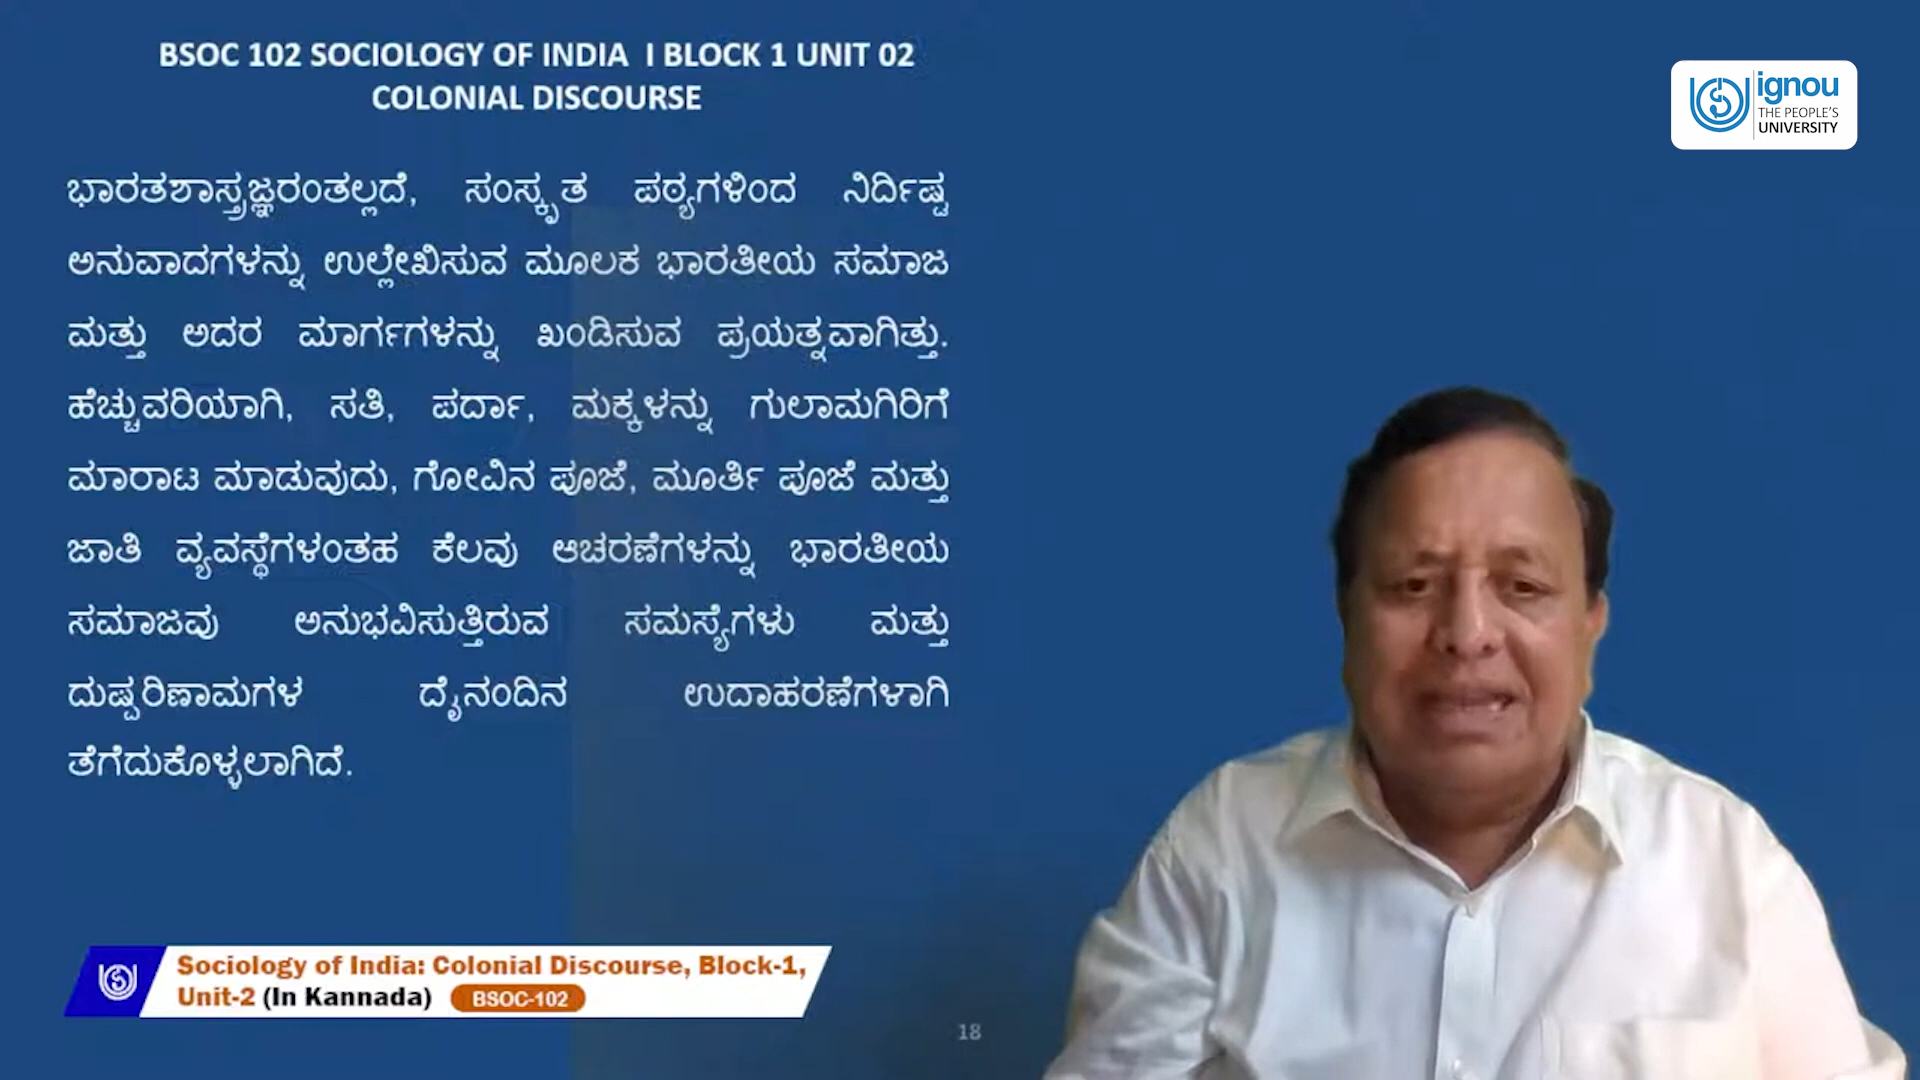 BSOC 102 SOCIOLOGY OF INDIA I BLOCK 1 UNIT 02
COLONIAL DISCOURSE
ignou
THE PEOPLE'S
UNIVERSITY
ಭಾರತಶಾಸ್ತ್ರಜ್ಞರಂತಲ್ಲದೆ, ಸಂಸ್ಕೃತ ಪಠ್ಯಗಳಿಂದ ನಿರ್ದಿಷ್ಟ
ಅನುವಾದಗಳನ್ನು ಉಲ್ಲೇಖಿಸುವ ಮೂಲಕ ಭಾರತೀಯ ಸಮಾಜ
ಮತ್ತು ಅದರ ಮಾರ್ಗಗಳನ್ನು ಖಂಡಿಸುವ ಪ್ರಯತ್ನವಾಗಿತ್ತು.
ಹೆಚ್ಚುವರಿಯಾಗಿ, ಸತಿ, ಪರ್ದಾ, ಮಕ್ಕಳನ್ನು ಗುಲಾಮಗಿರಿಗೆ
ಮಾರಾಟ ಮಾಡುವುದು, ಗೋವಿನ ಪೂಜೆ, ಮೂರ್ತಿ ಪೂಜೆ ಮತ್ತು
ಜಾತಿ ವ್ಯವಸ್ಥೆಗಳಂತಹ ಕೆಲವು ಆಚರಣೆಗಳನ್ನು ಭಾರತೀಯ
ಸಮಾಜವು ಅನುಭವಿಸುತ್ತಿರುವ ಸಮಸ್ಯೆಗಳು ಮತ್ತು
ದುಷ್ಪರಿಣಾಮಗಳ ದೈನಂದಿನ ಉದಾಹರಣೆಗಳಾಗಿ
ತೆಗೆದುಕೊಳ್ಳಲಾಗಿದೆ.
Sociology of India: Colonial Discourse, Block-1,
Unit-2 (In Kannada) BSOC-102
18